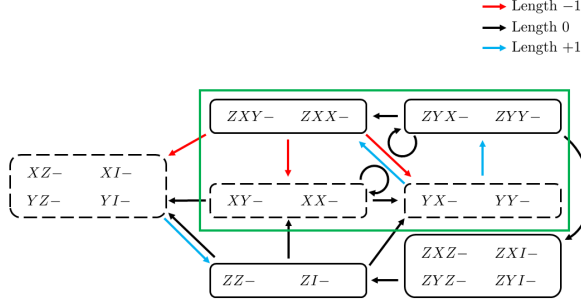 Length −1
Length 0
Length +1
ZXY− ZXX−
ZYX− ZYY−
XZ− XI−
YZ− YI−
XY− XX−
YX− YY−
ZXZ− ZXI−
ZYZ− ZYI−
ZZ− ZI−